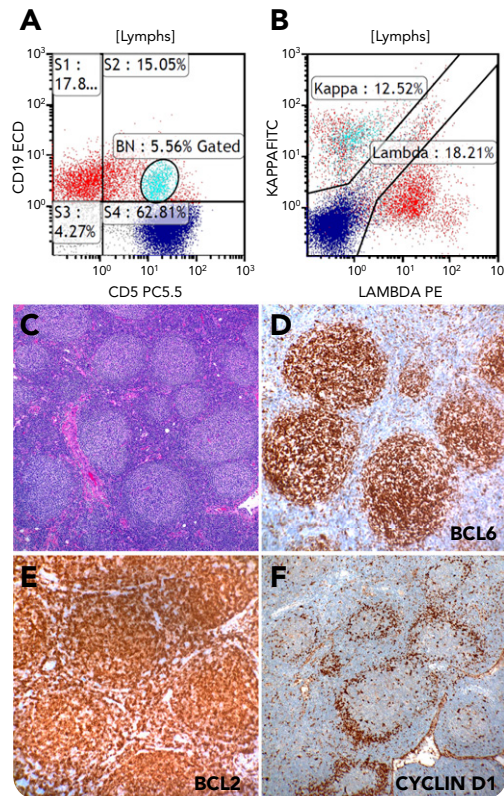 A
[Lymphs]
10³
10²
10¹
10⁰
S1 :
17.8...
S2 : 15.05%
BN : 5.56% Gated
S3 :
4.27%
S4 : 62.81%
CD19 ECD
10⁰ 10¹ 10² 10³
CD5 PC5.5
B
[Lymphs]
10³
10²
10¹
10⁰
Kappa : 12.52%
Lambda : 18.21%
KAPPAFITC
10⁰ 10¹ 10² 10
LAMBDA PE
C
D
BCL6
E
BCL2
F
CYCLIN D1